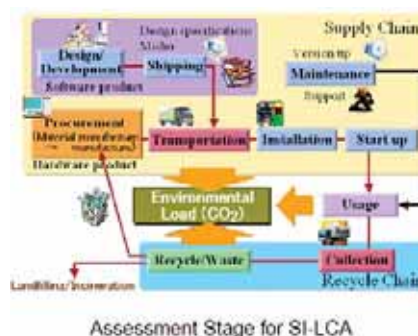 Design specifications
Media
Supply Chain
Design/
Development
Shipping
Software product
Version up
Maintenance
Support
Procurement
(Material manufacture
manufacture)
Hardware product
Transportation
Installation
Start up
Environmental
Load (CO2)
Usage
Recycle/Waste
Collection
Landfilling/Incineration
Recycle Chain
Assessment Stage for SI-LCA